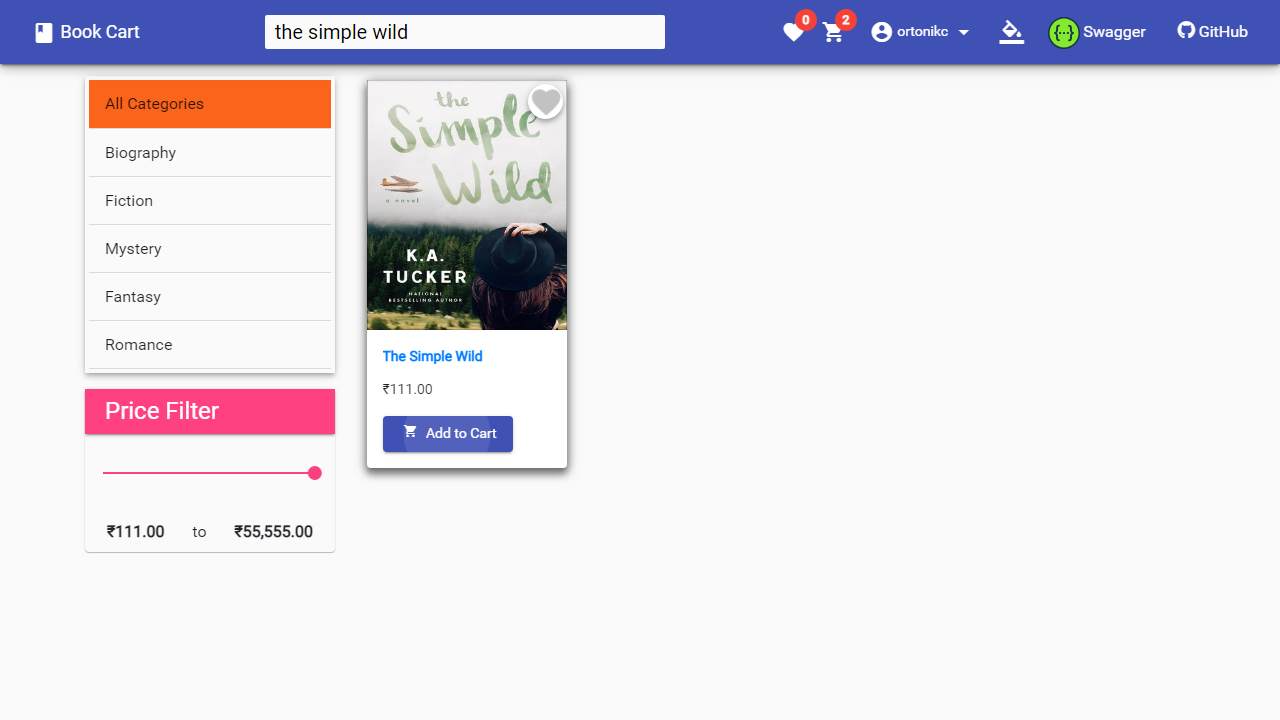 Book Cart
the simple wild
0
2
ortonikc
{··}
Swagger
GitHub
All Categories
Biography
Fiction
Mystery
Fantasy
Romance
Price Filter
₹111.00 to ₹55,555.00
the
Simple
Wild
a novel
K.A.
TUCKER
NATIONAL
BESTSELLING AUTHOR
The Simple Wild
₹111.00
Add to Cart